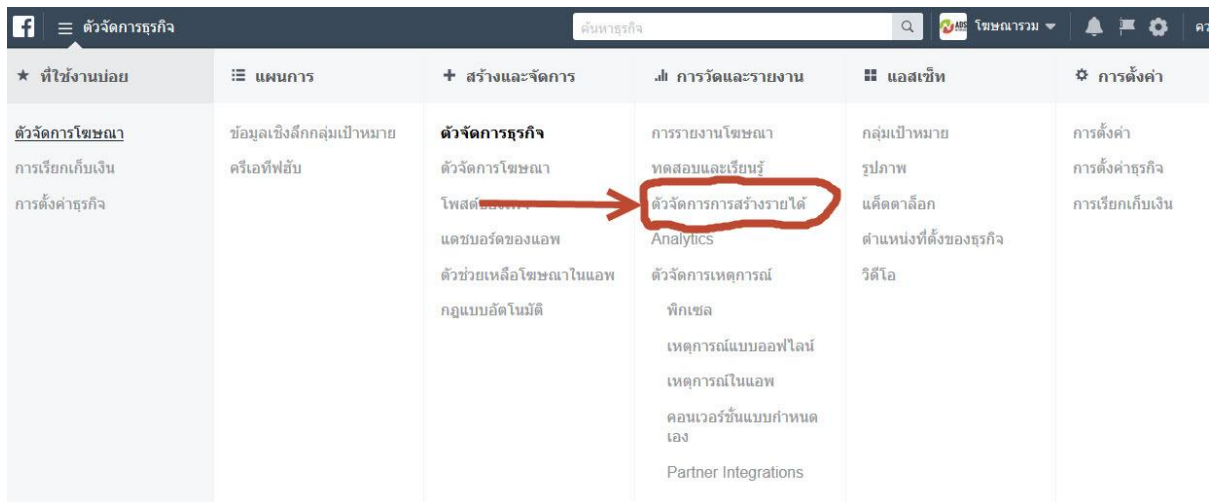 f
ตัวจัดการธุรกิจ
ค้นหาธุรกิจ
ADS โฆษณารวม
★ ที่ใช้งานบ่อย
ตัวจัดการโฆษณา
การเรียกเก็บเงิน
การตั้งค่าธุรกิจ
แผนการ
ข้อมูลเชิงลึกกลุ่มเป้าหมาย
ครีเอทีฟฮับ
+ สร้างและจัดการ
ตัวจัดการธุรกิจ
ตัวจัดการโฆษณา
โพสต์ของเพจ
แดชบอร์ดของแอพ
ตัวช่วยเหลือโฆษณาในแอพ
กฎแบบอัตโนมัติ
การวัดและรายงาน
การรายงานโฆษณา
ทดสอบและเรียนรู้
ตัวจัดการการสร้างรายได้
Analytics
ตัวจัดการเหตุการณ์
พิกเซล
เหตุการณ์แบบออฟไลน์
เหตุการณ์ในแอพ
คอนเวอร์ชั่นแบบกำหนด
เอง
Partner Integrations
แอสเซ็ท
กลุ่มเป้าหมาย
รูปภาพ
แค็ตตาล็อก
ตำแหน่งที่ตั้งของธุรกิจ
วิดีโอ
การตั้งค่า
การตั้งค่า
การตั้งค่าธุรกิจ
การเรียกเก็บเงิน